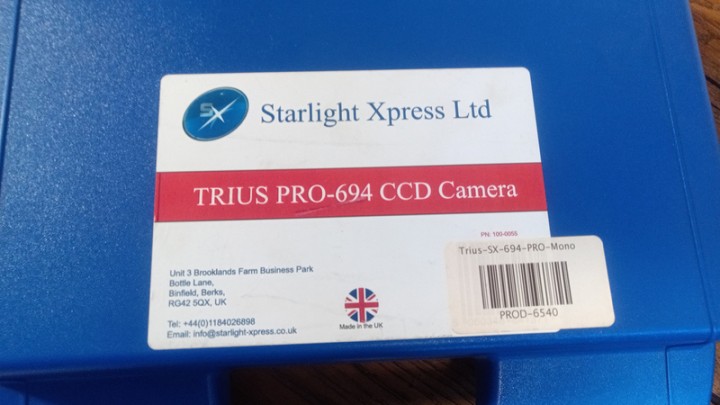 SX
Starlight Xpress Ltd
TRIUS PRO-694 CCD Camera
PN: 100-0055
Trius-SX-694-PRO-Mono
PROD-6540
Unit 3 Brooklands Farm Business Park
Bottle Lane,
Binfield, Berks,
RG42 5QX, UK
Tel: +44(0)1184026898
Email: info@starlight-xpress.co.uk
Made in the UK